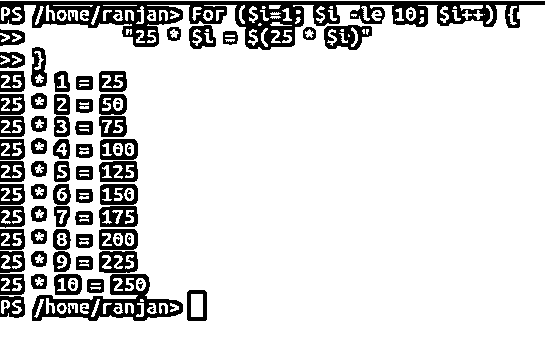 PS /home/ranjan> For ($i=1; $i -le 10; $i++) {
>>         "25 * $i = $(25 * $i)"
>> }
25 * 1 = 25
25 * 2 = 50
25 * 3 = 75
25 * 4 = 100
25 * 5 = 125
25 * 6 = 150
25 * 7 = 175
25 * 8 = 200
25 * 9 = 225
25 * 10 = 250
PS /home/ranjan>